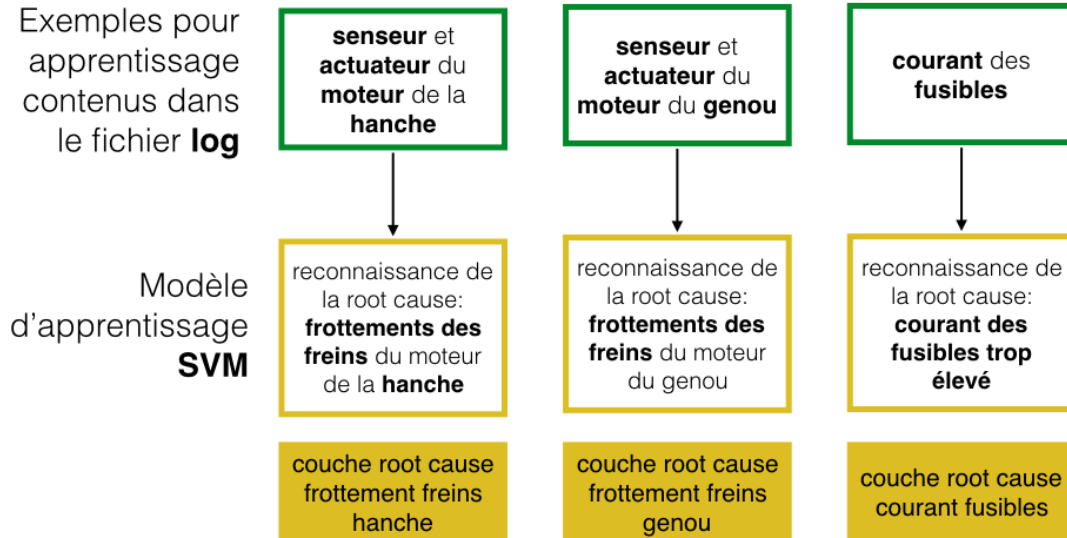 Exemples pour
apprentissage
contenus dans
le fichier log
senseur et
actuateur du
moteur de la
hanche
senseur et
actuateur du
moteur du genou
courant des
fusibles
Modèle
d'apprentissage
SVM
reconnaissance de
la root cause:
frottements des
freins du moteur
de la hanche
reconnaissance de
la root cause:
frottements des
freins du moteur
du genou
reconnaissance de
la root cause:
courant des
fusibles trop
élevé
couche root cause
frottement freins
hanche
couche root cause
frottement freins
genou
couche root cause
courant fusibles